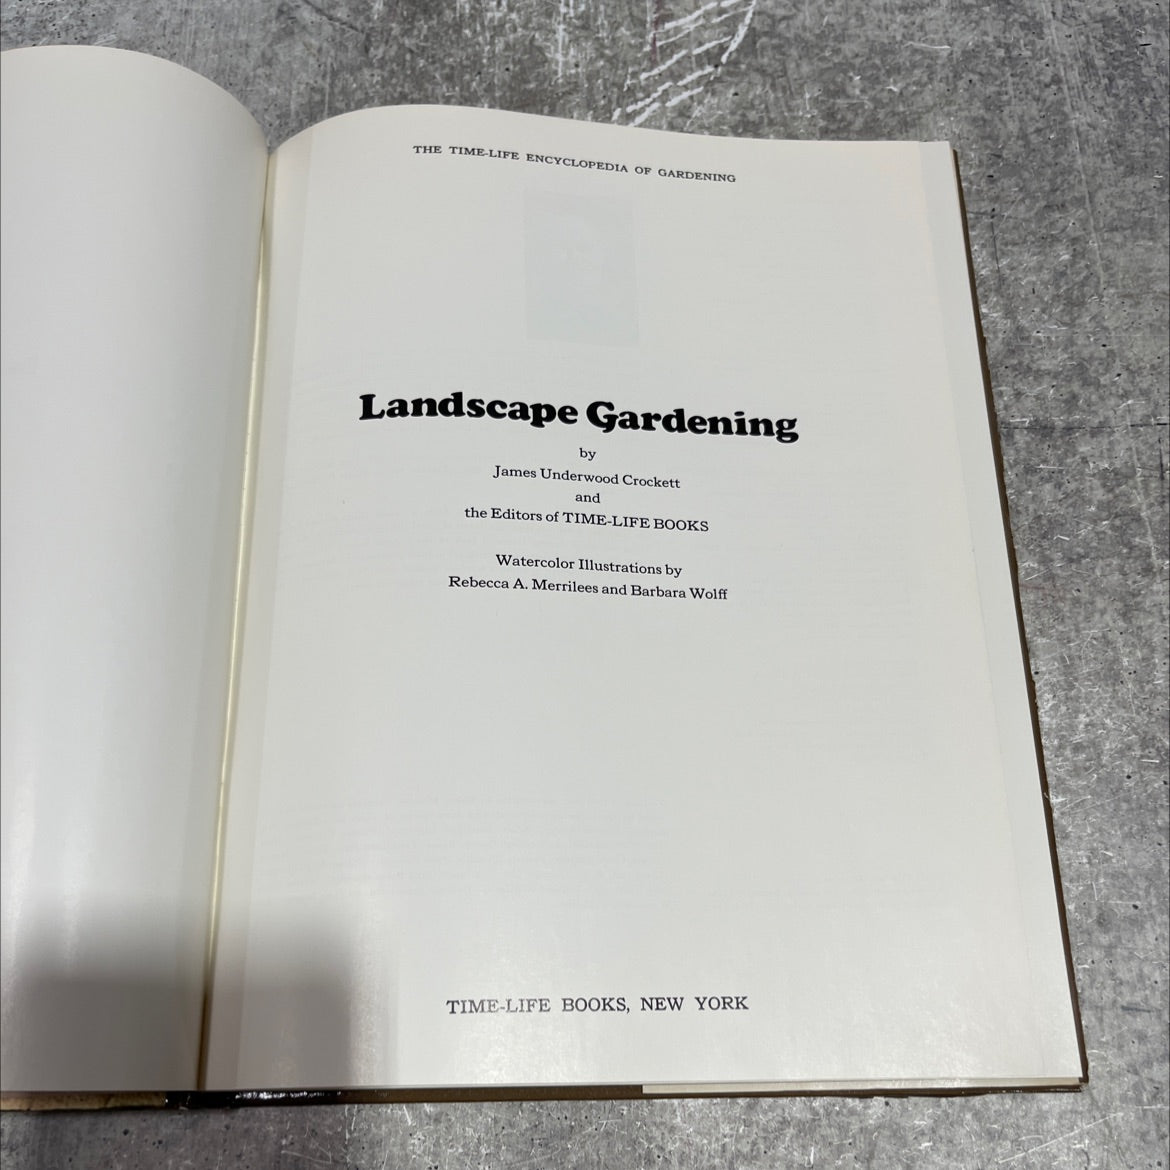 THE TIME-LIFE ENCYCLOPEDIA OF GARDENING
Landscape Gardening
by
James Underwood Crockett
and
the Editors of TIME-LIFE BOOKS
Watercolor Illustrations by
Rebecca A. Merrilees and Barbara Wolff
TIME-LIFE BOOKS, NEW YORK